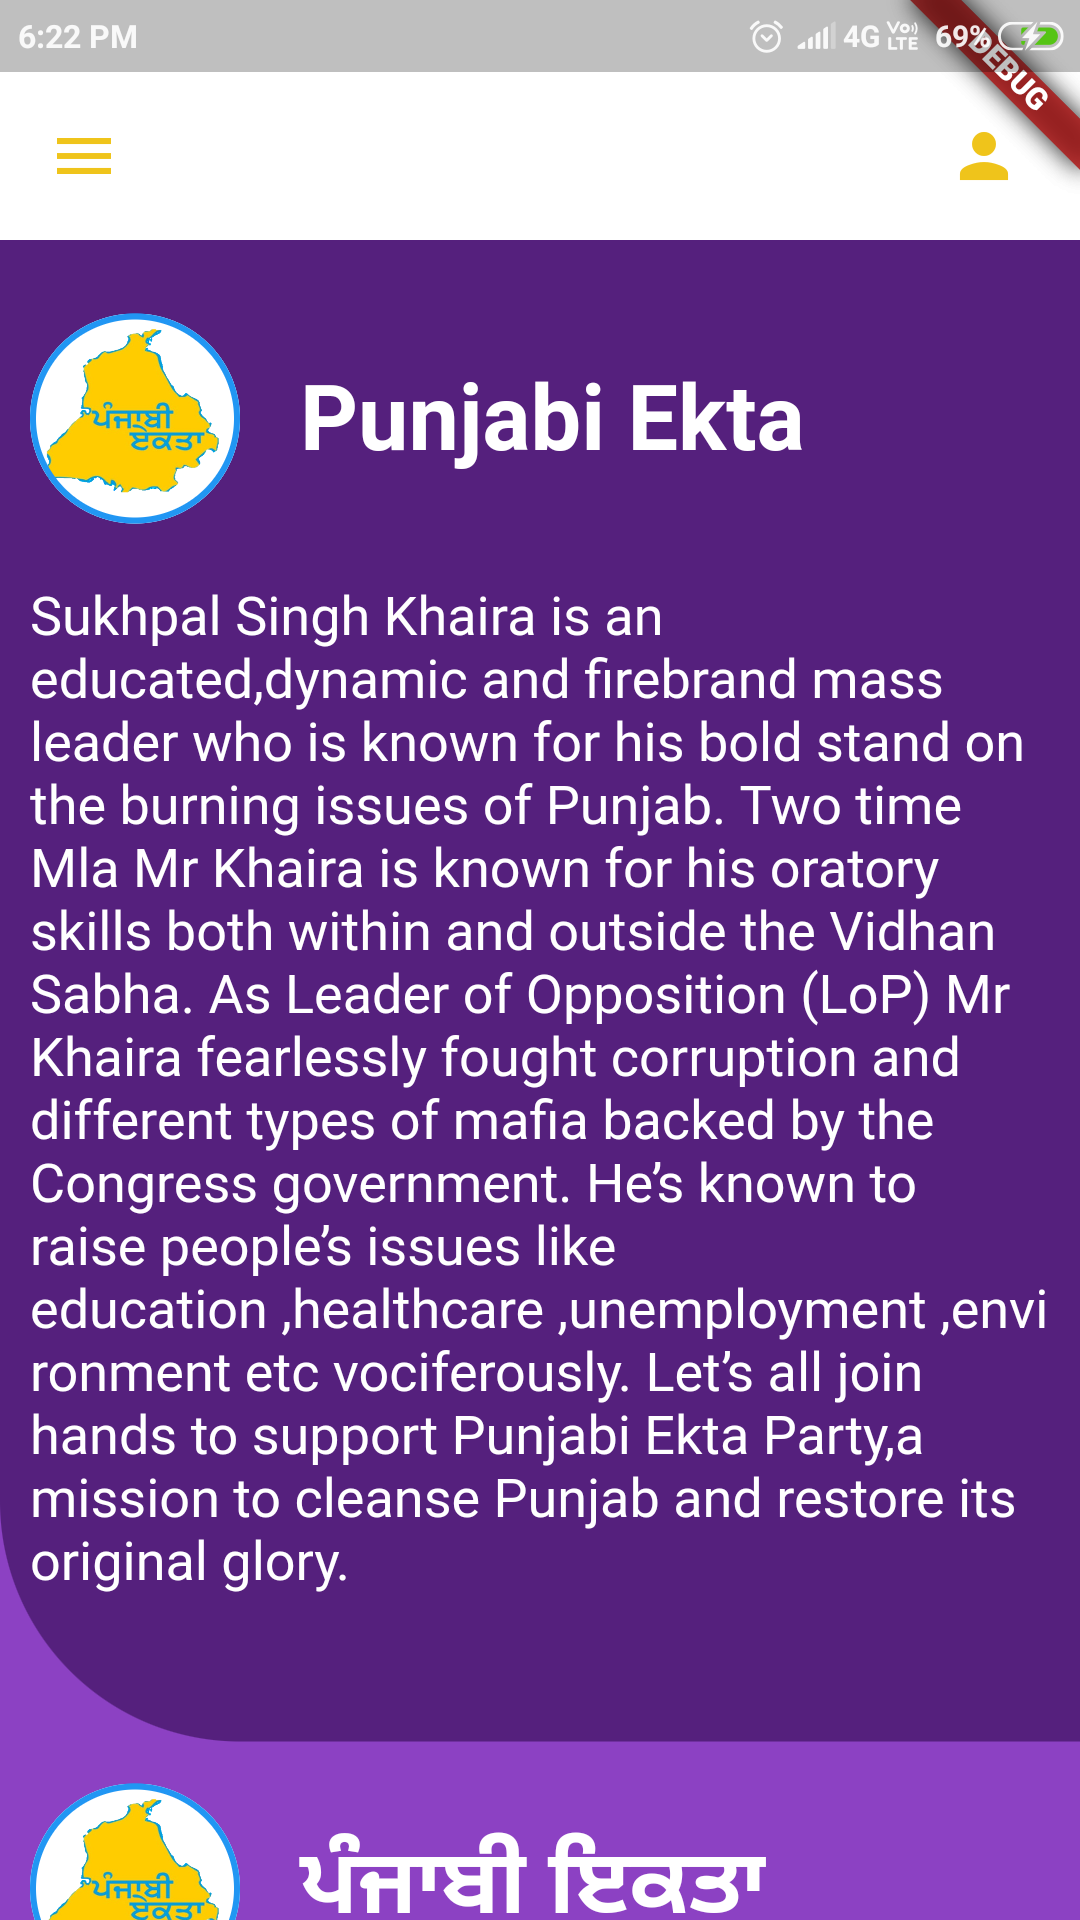 6:22 PM
4G VoLTE 69%
DEBUG
ਪੰਜਾਬੀ
ਏਕਤਾ
Punjabi Ekta
Sukhpal Singh Khaira is an
educated,dynamic and firebrand mass
leader who is known for his bold stand on
the burning issues of Punjab. Two time
Mla Mr Khaira is known for his oratory
skills both within and outside the Vidhan
Sabha. As Leader of Opposition (LoP) Mr
Khaira fearlessly fought corruption and
different types of mafia backed by the
Congress government. He’s known to
raise people’s issues like
education ,healthcare ,unemployment ,envi
ronment etc vociferously. Let’s all join
hands to support Punjabi Ekta Party,a
mission to cleanse Punjab and restore its
original glory.
ਪੰਜਾਬੀ
ਏਕਤਾ
ਪੰਜਾਬੀ ਇਕਤਾ